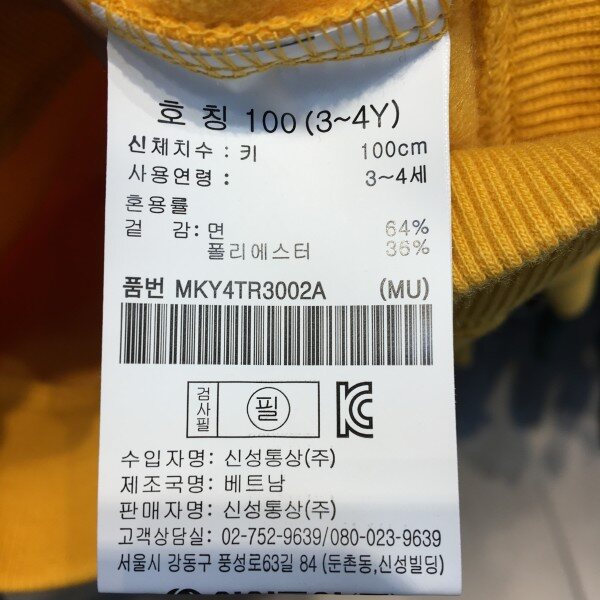 호 칭 100 (3~4Y)
신체치수 : 키 100cm
사용연령 : 3~4세
혼용률
겉 감 : 면 64%
폴리에스터 36%
품번 MKY4TR3002A (MU)
검사필 필
수입자명: 신성통상(주)
제조국명: 베트남
판매자명: 신성통상(주)
고객상담실: 02-752-9639/080-023-9639
서울시 강동구 풍성로63길 84 (둔촌동,신성빌딩)